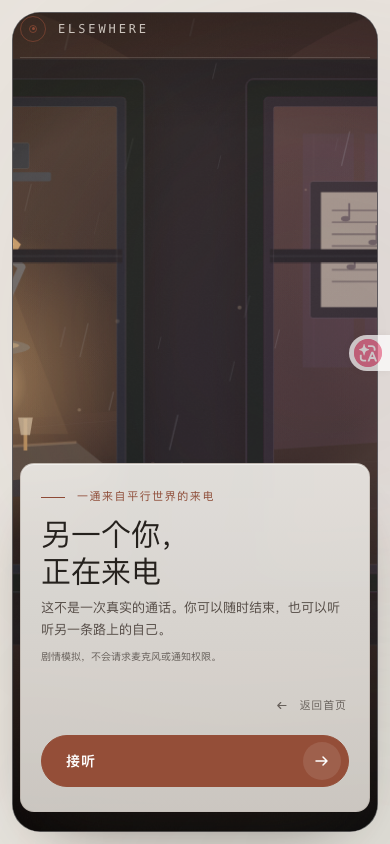 ELSEWHERE
一通来自平行世界的来电
另一个你，
正在来电
这不是一次真实的通话。你可以随时结束，也可以听
听另一条路上的自己。
剧情模拟，不会请求麦克风或通知权限。
← 返回首页
接听 →